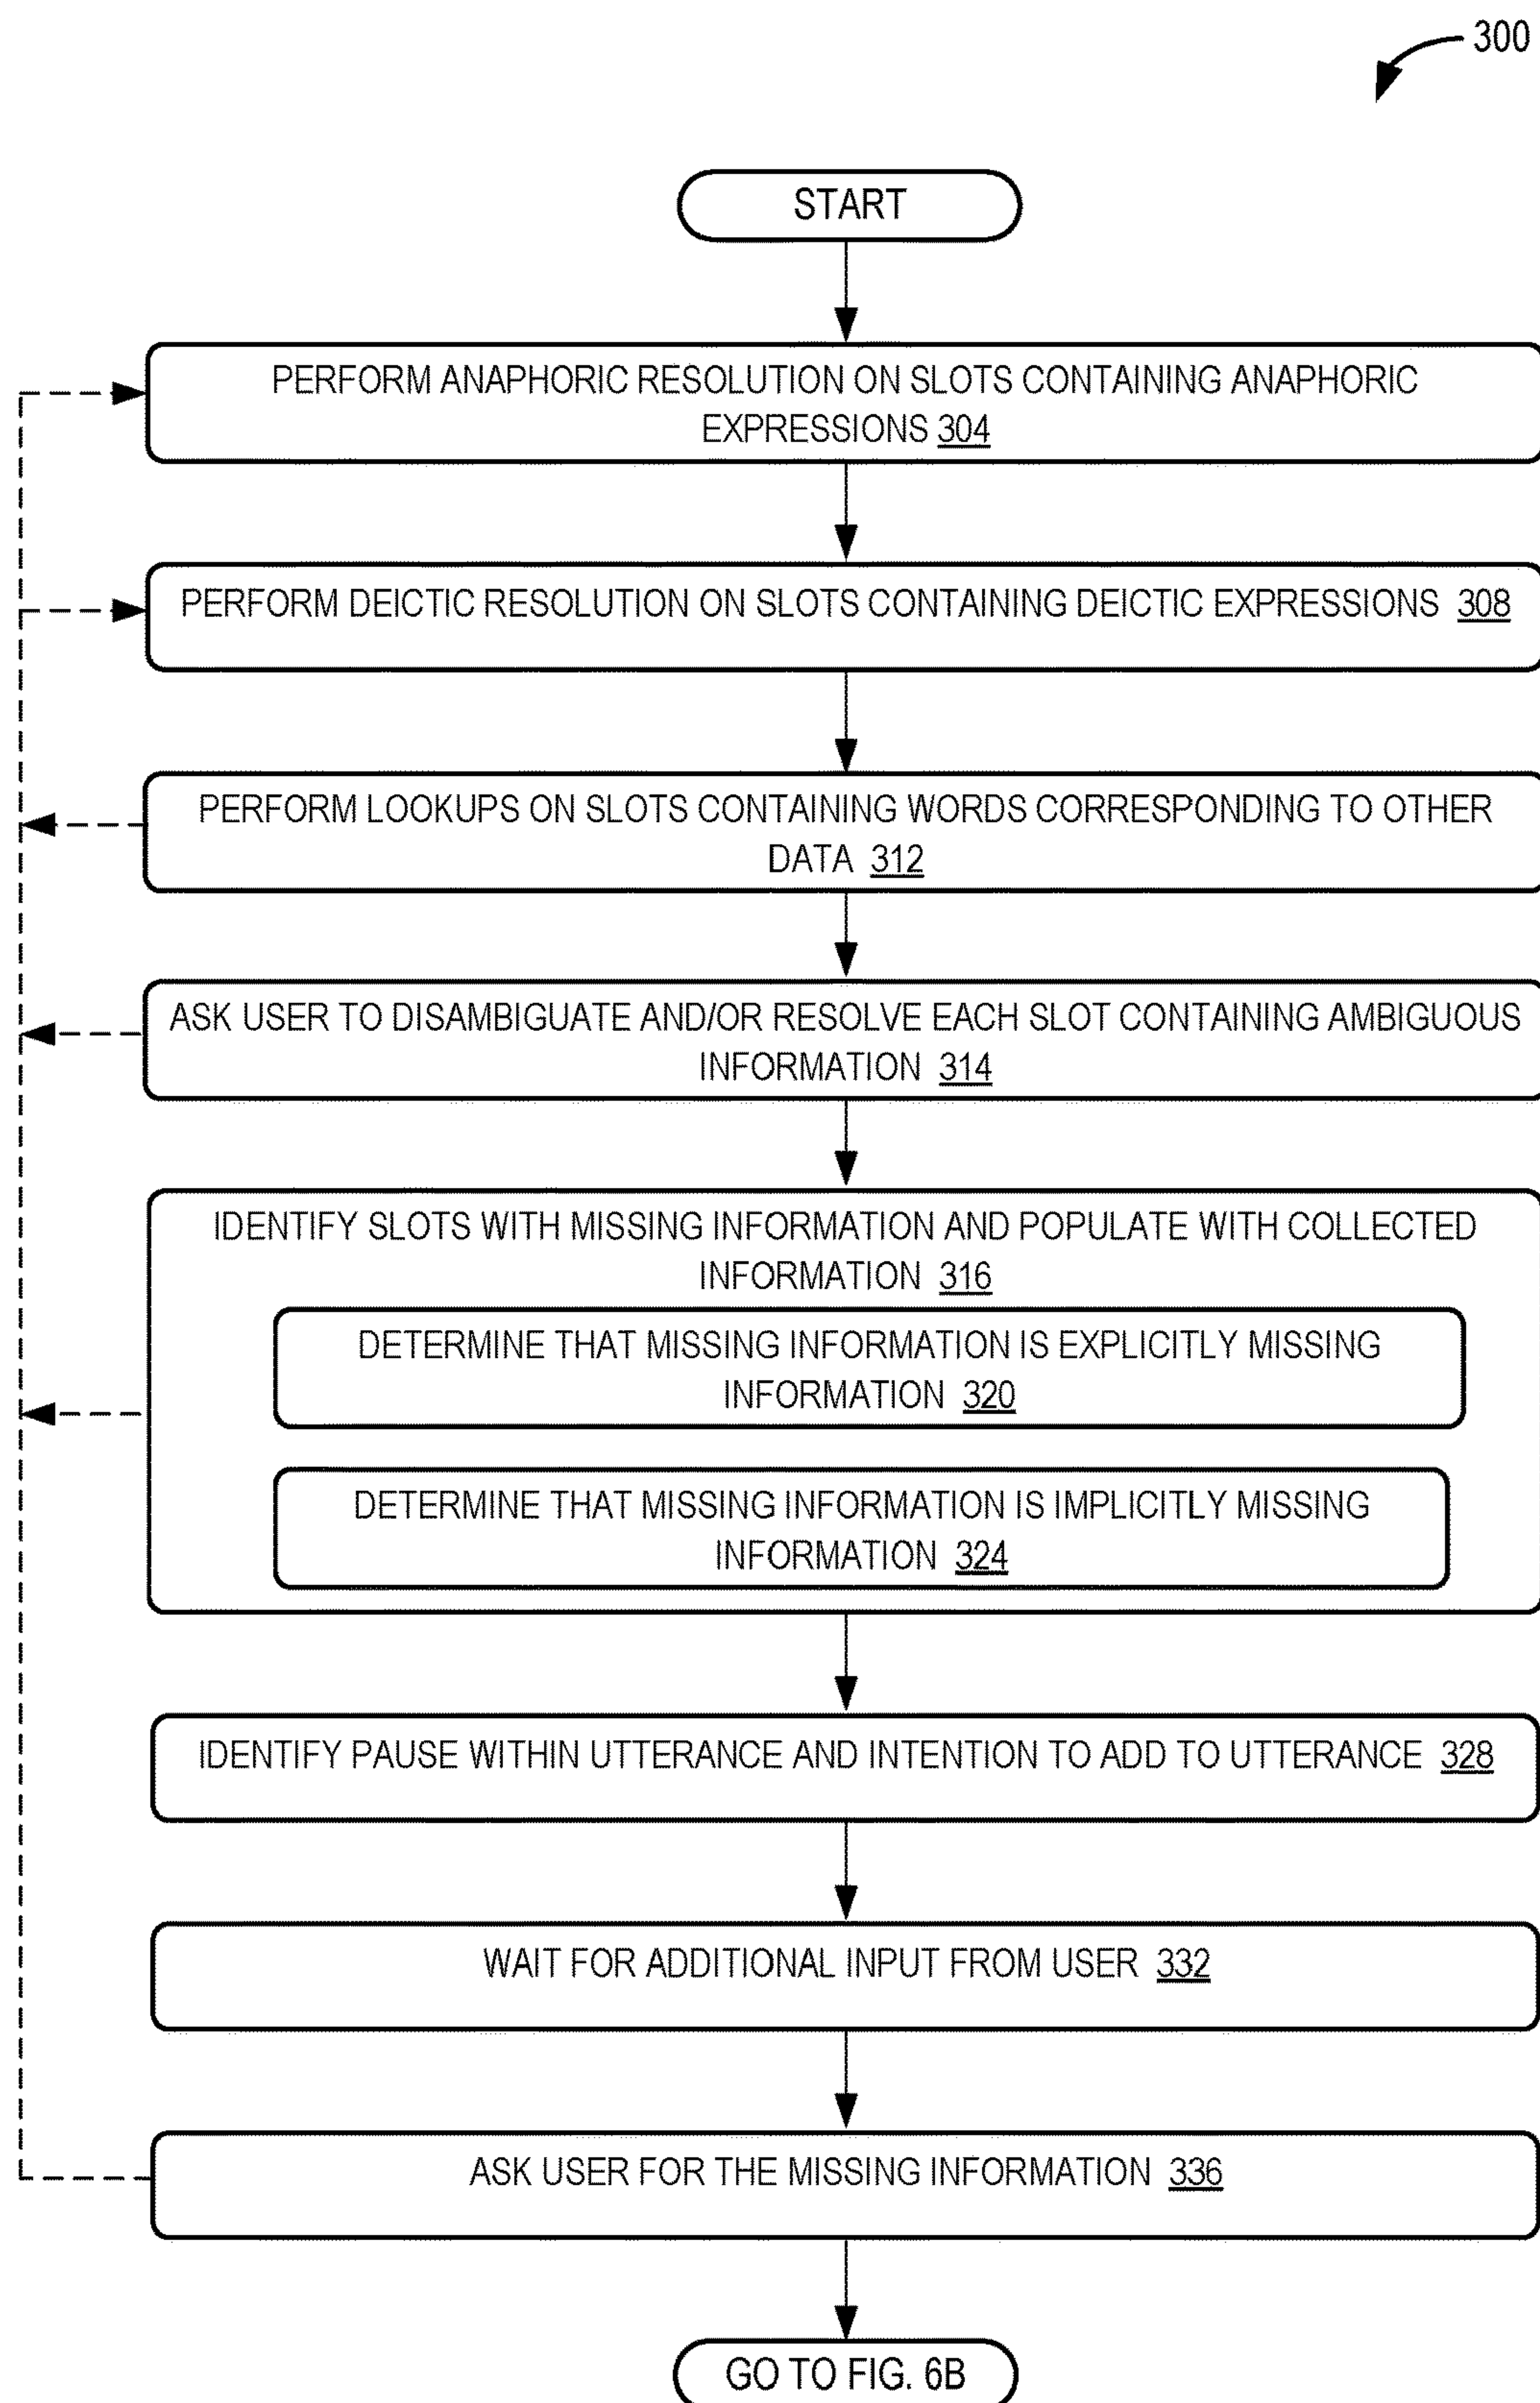 300
START
PERFORM ANAPHORIC RESOLUTION ON SLOTS CONTAINING ANAPHORIC
EXPRESSIONS 304
PERFORM DEICTIC RESOLUTION ON SLOTS CONTAINING DEICTIC EXPRESSIONS 308
PERFORM LOOKUPS ON SLOTS CONTAINING WORDS CORRESPONDING TO OTHER
DATA 312
ASK USER TO DISAMBIGUATE AND/OR RESOLVE EACH SLOT CONTAINING AMBIGUOUS
INFORMATION 314
IDENTIFY SLOTS WITH MISSING INFORMATION AND POPULATE WITH COLLECTED
INFORMATION 316
DETERMINE THAT MISSING INFORMATION IS EXPLICITLY MISSING
INFORMATION 320
DETERMINE THAT MISSING INFORMATION IS IMPLICITLY MISSING
INFORMATION 324
IDENTIFY PAUSE WITHIN UTTERANCE AND INTENTION TO ADD TO UTTERANCE 328
WAIT FOR ADDITIONAL INPUT FROM USER 332
ASK USER FOR THE MISSING INFORMATION 336
GO TO FIG. 6B